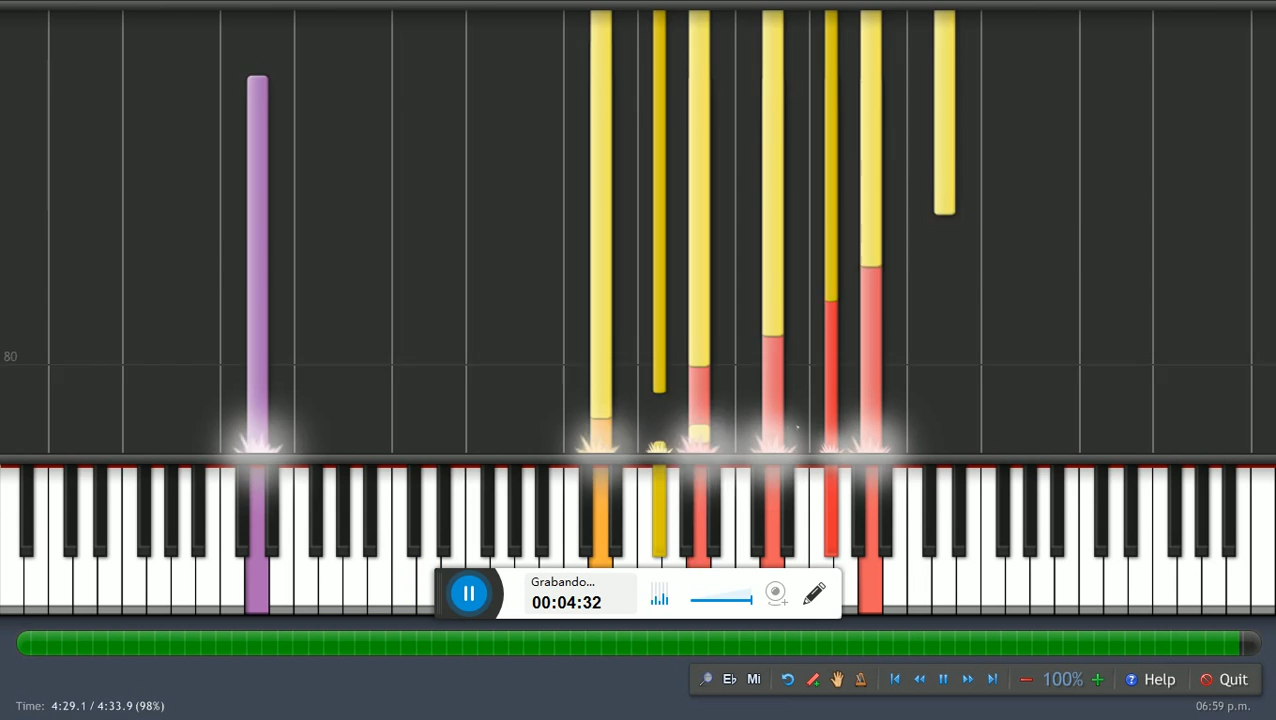 80
Grabando...
00:04:32
Eb Mi
100%
Help
Quit
Time: 4:29.1 / 4:33.9 (98%)
06:59 p.m.